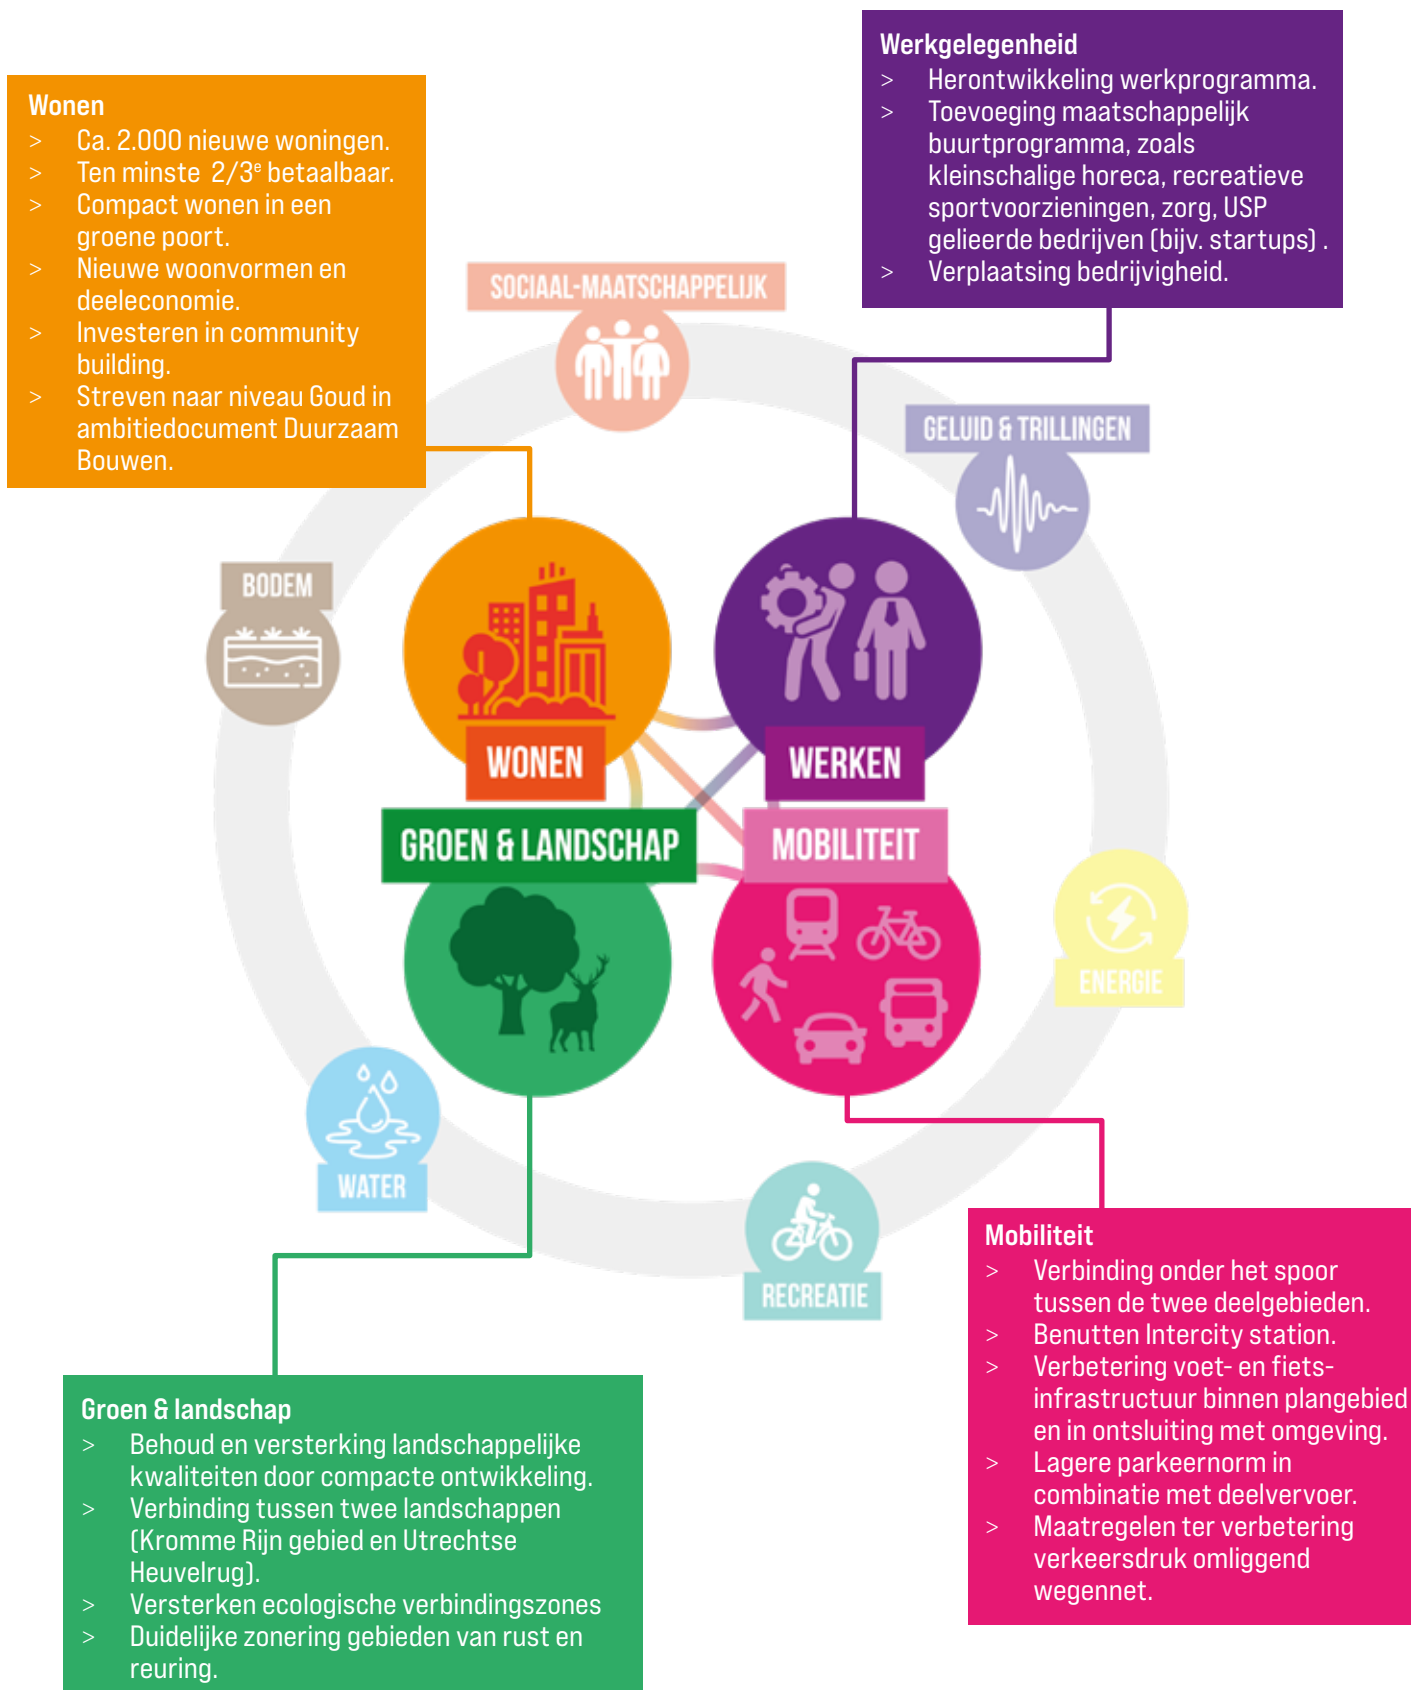 Werkgelegenheid
> Herontwikkeling werkprogramma.
> Toevoeging maatschappelijk
buurtprogramma, zoals
kleinschalige horeca, recreatieve
sportvoorzieningen, zorg, USP
gelieerde bedrijven (bijv. startups) .
> Verplaatsing bedrijvigheid.
Wonen
> Ca. 2.000 nieuwe woningen.
> Ten minste 2/3e betaalbaar.
> Compact wonen in een
groene poort.
> Nieuwe woonvormen en
deeleconomie.
> Investeren in community
building.
> Streven naar niveau Goud in
ambitiedocument Duurzaam
Bouwen.
SOCIAAL-MAATSCHAPPELIJK
GELUID & TRILLINGEN
BODEM
WONEN
WERKEN
GROEN & LANDSCHAP
MOBILITEIT
ENERGIE
WATER
RECREATIE
Mobiliteit
> Verbinding onder het spoor
tussen de twee deelgebieden.
> Benutten Intercity station.
> Verbetering voet- en fiets-
infrastructuur binnen plangebied
en in ontsluiting met omgeving.
> Lagere parkeernorm in
combinatie met deelvervoer.
> Maatregelen ter verbetering
verkeersdruk omliggend
wegennet.
Groen & landschap
> Behoud en versterking landschappelijke
kwaliteiten door compacte ontwikkeling.
> Verbinding tussen twee landschappen
(Kromme Rijn gebied en Utrechtse
Heuvelrug).
> Versterken ecologische verbindingszones
> Duidelijke zonering gebieden van rust en
reuring.